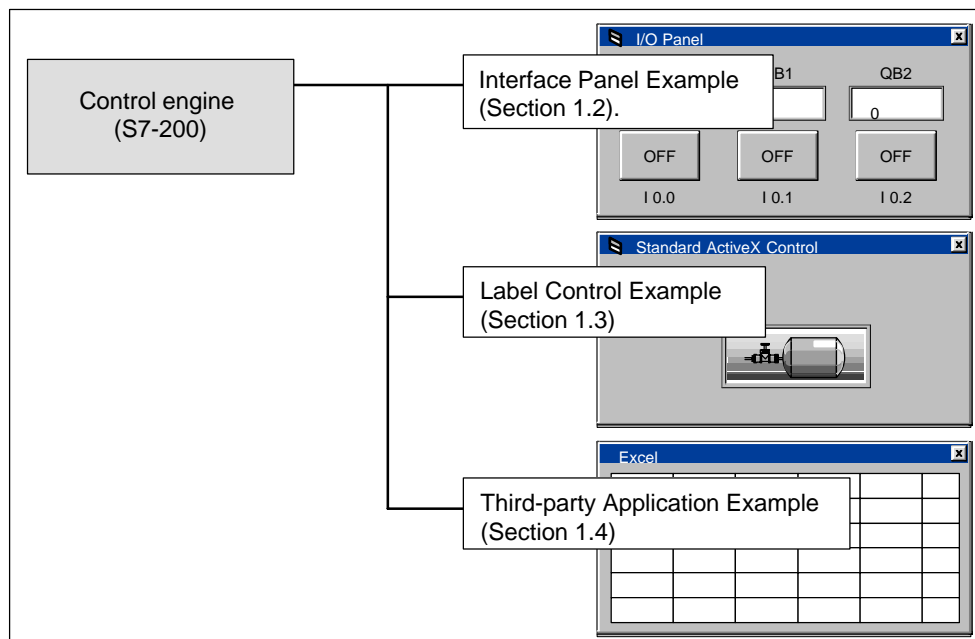 Control engine
(S7-200)
Interface Panel Example
(Section 1.2).
I/O Panel
x
B1
QB2
0
OFF
OFF
OFF
I 0.0
I 0.1
I 0.2
Standard ActiveX Control
x
Label Control Example
(Section 1.3)
Excel
x
Third-party Application Example
(Section 1.4)